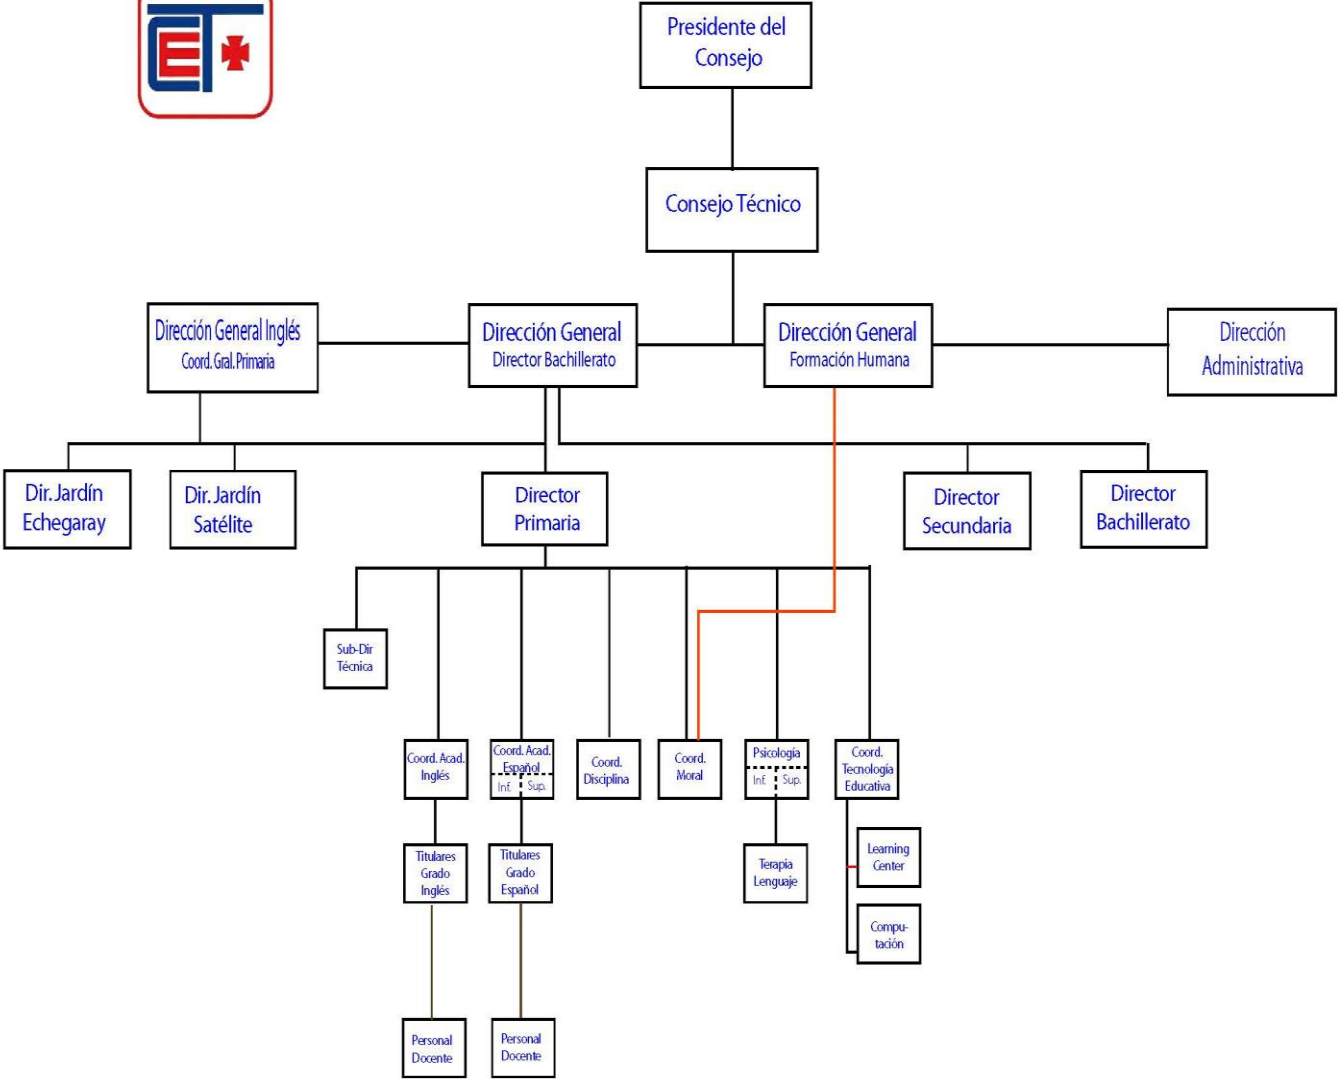 CET
Presidente del
Consejo
Consejo Técnico
Dirección General Inglés
Coord. Gral. Primaria
Dirección General
Director Bachillerato
Dirección General
Formación Humana
Dirección
Administrativa
Dir. Jardín
Echegaray
Dir. Jardín
Satélite
Director
Primaria
Director
Secundaria
Director
Bachillerato
Sub-Dir
Técnica
Coord. Acad.
Inglés
Coord. Acad.
Español
Inf. Sup.
Coord.
Disciplina
Coord.
Moral
Psicología
Inf. Sup.
Coord.
Tecnología
Educativa
Titulares
Grado
Inglés
Titulares
Grado
Español
Terapia
Lenguaje
Learning
Center
Compu-
tación
Personal
Docente
Personal
Docente